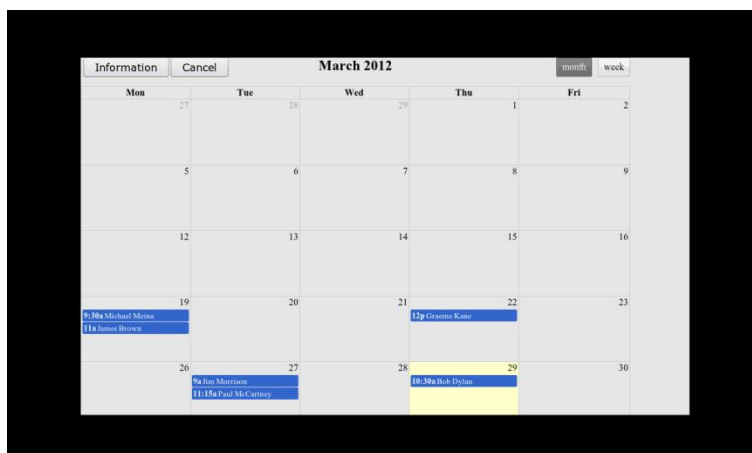 Information Cancel March 2012 month week
Mon Tue Wed Thu Fri
27 28 29 1 2
5 6 7 8 9
12 13 14 15 16
19 20 21 22 23
9:30a Michael Meina 12p Graeme Kane
11a James Brown
26 27 28 29 30
9a Jim Morrison 10:30a Bob Dylan
11:15a Paul McCartney